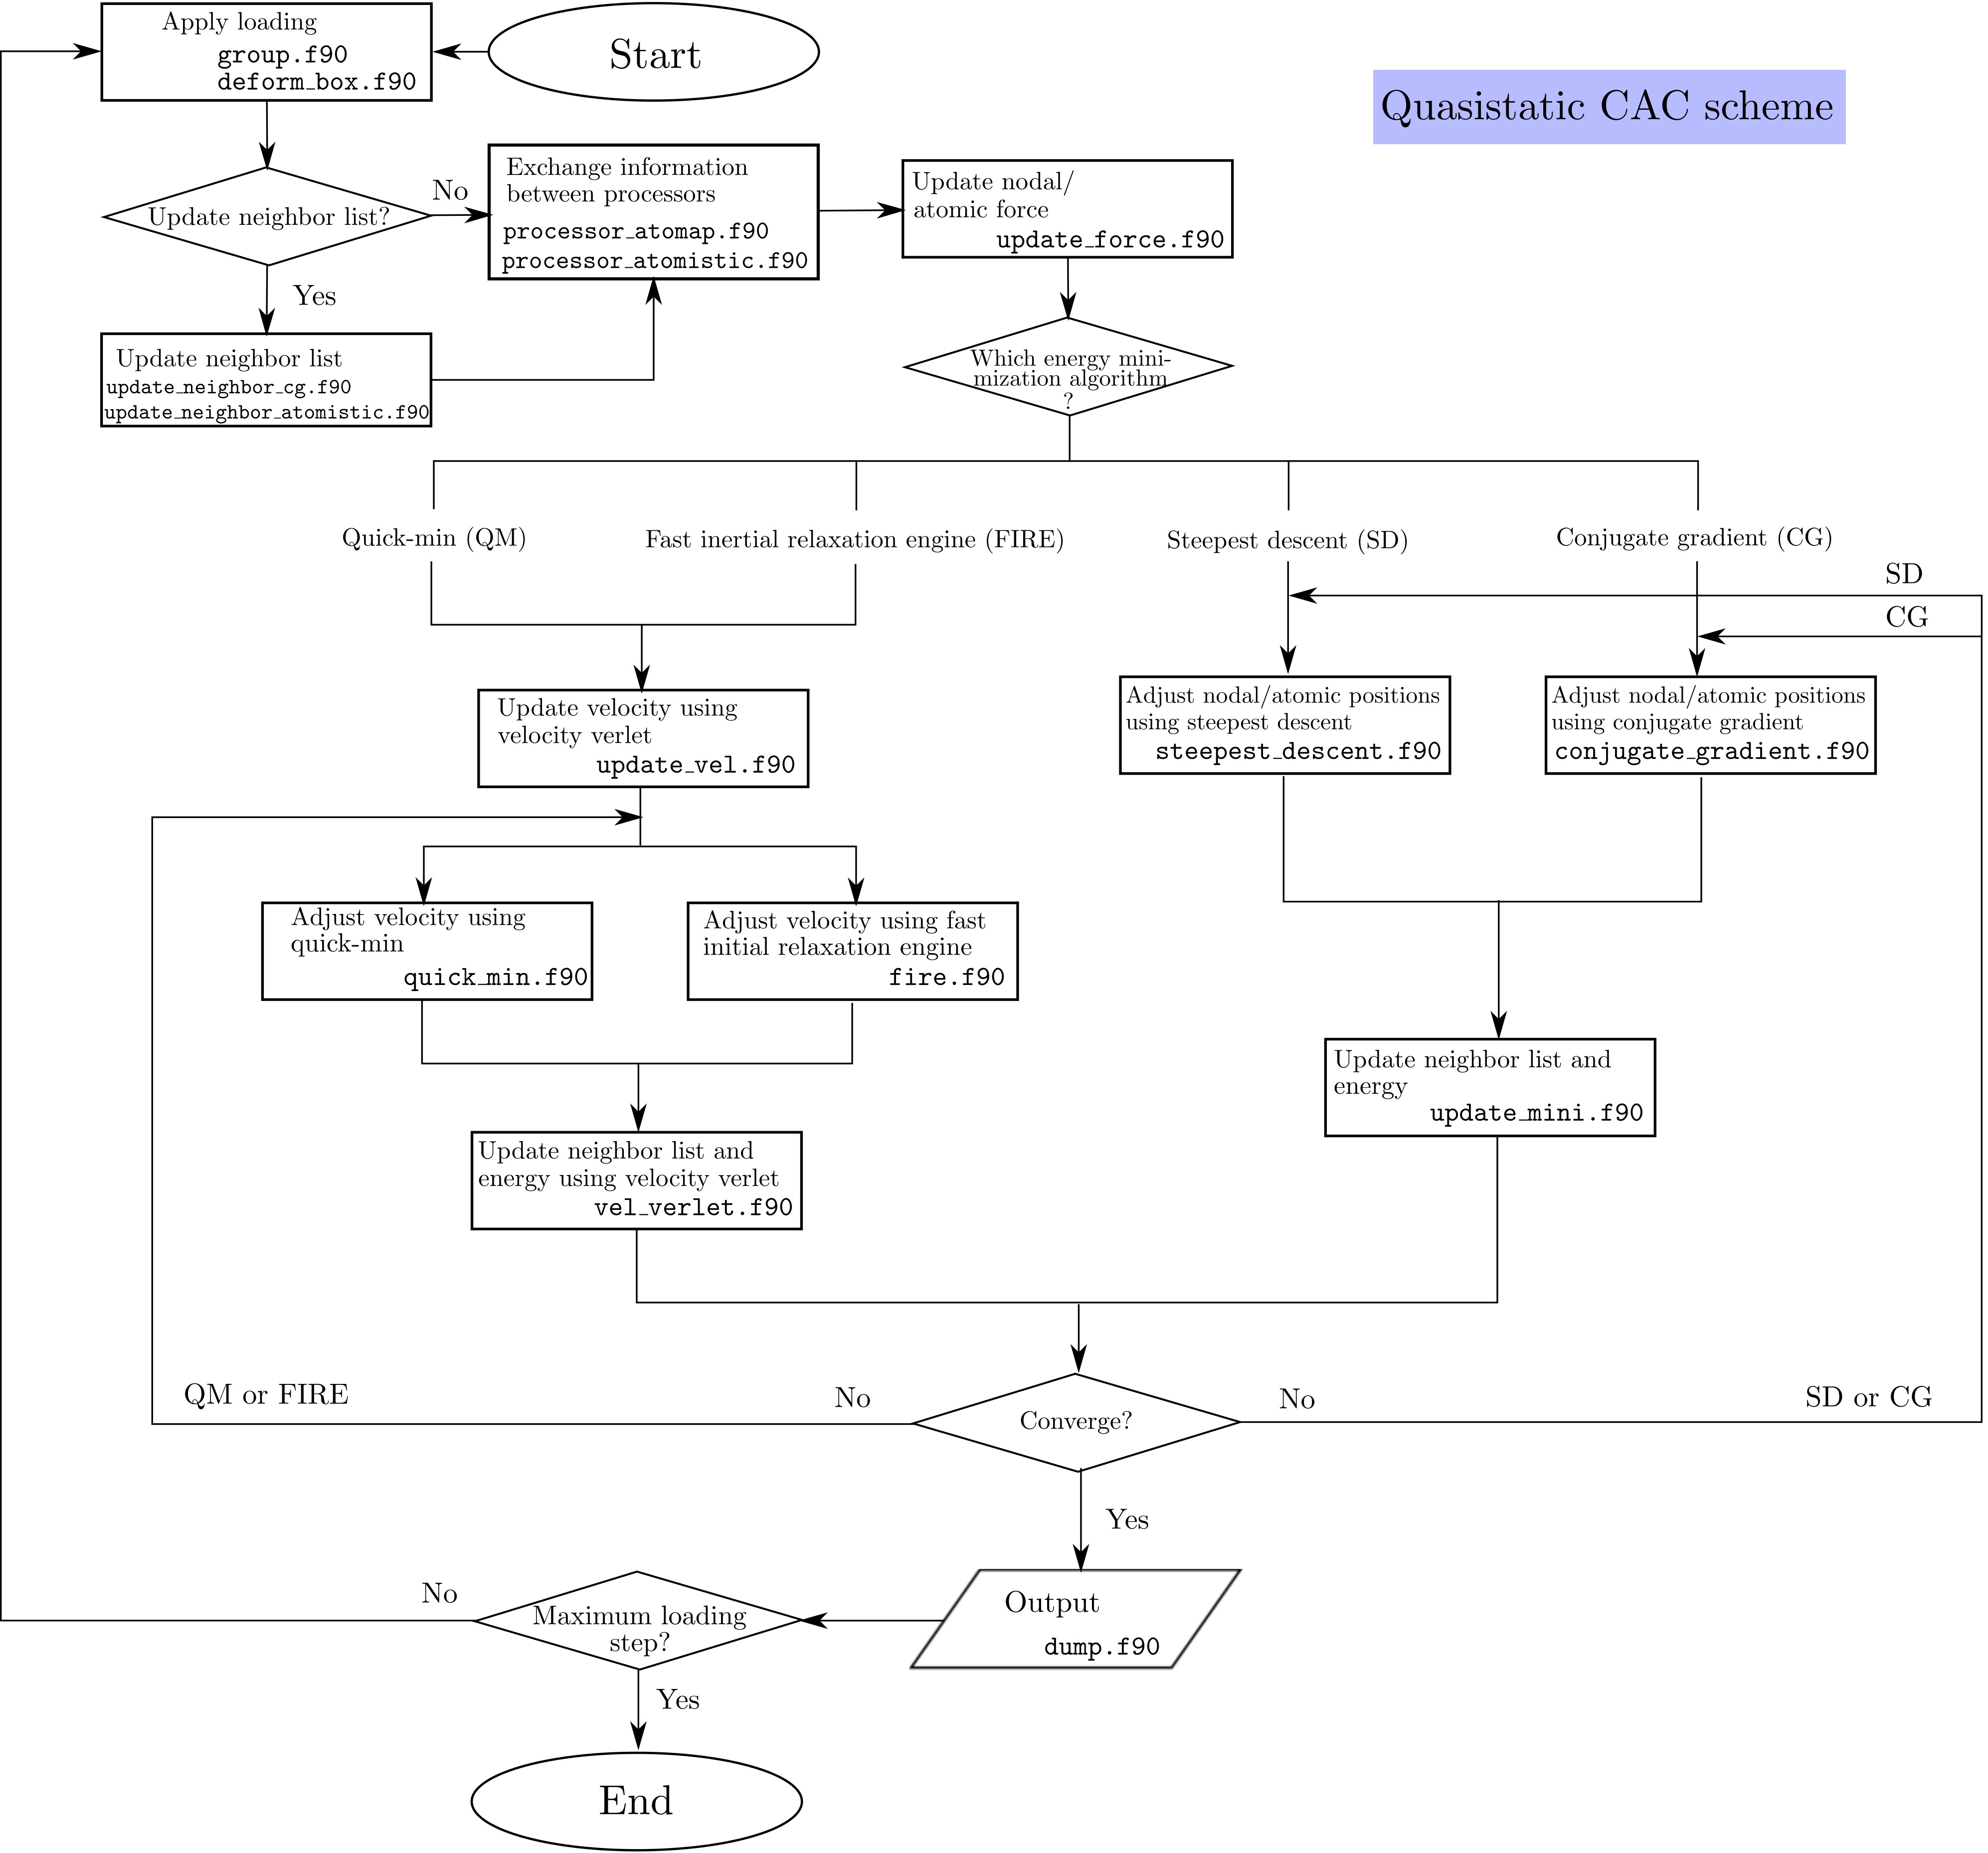 Apply loading
group.f90
deform_box.f90
Start
Quasistatic CAC scheme
Update neighbor list?
No
Yes
Exchange information
between processors
processor_atomap.f90
processor_atomistic.f90
Update nodal/
atomic force
update_force.f90
Update neighbor list
update_neighbor_cg.f90
update_neighbor_atomistic.f90
Which energy mini-
mization algorithm
?
Quick-min (QM)
Fast inertial relaxation engine (FIRE)
Steepest descent (SD)
Conjugate gradient (CG)
SD
CG
Update velocity using
velocity verlet
update_vel.f90
Adjust nodal/atomic positions
using steepest descent
steepest_descent.f90
Adjust nodal/atomic positions
using conjugate gradient
conjugate_gradient.f90
Adjust velocity using
quick-min
quick_min.f90
Adjust velocity using fast
initial relaxation engine
fire.f90
Update neighbor list and
energy
update_mini.f90
Update neighbor list and
energy using velocity verlet
vel_verlet.f90
QM or FIRE
No
Converge?
No
SD or CG
Yes
Output
dump.f90
No
Maximum loading
step?
Yes
End